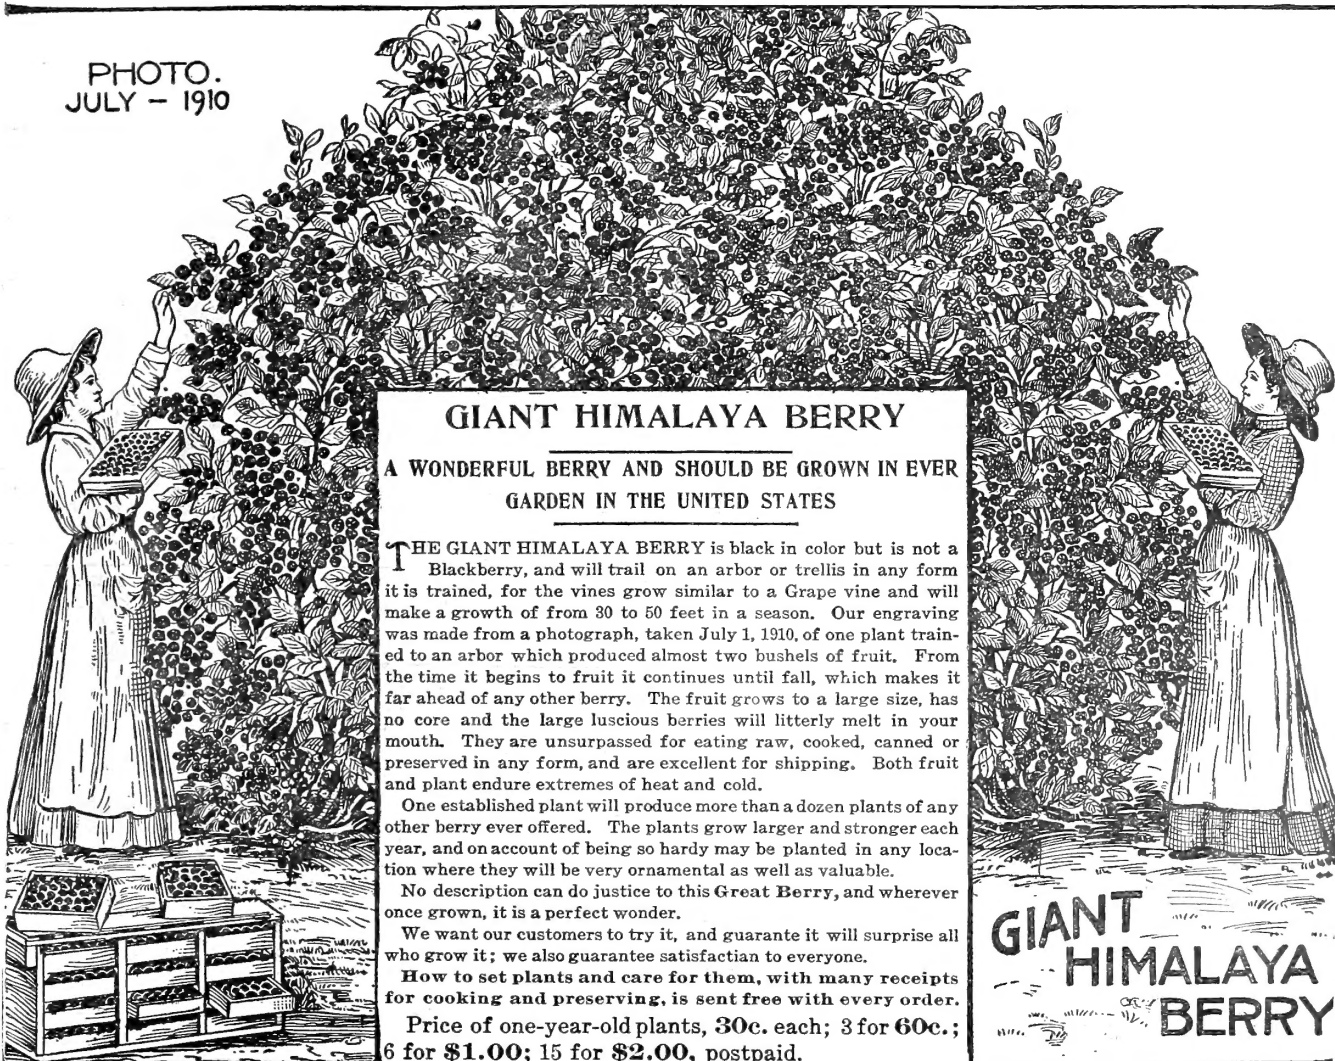 PHOTO.
JULY – 1910
GIANT HIMALAYA BERRY
A WONDERFUL BERRY AND SHOULD BE GROWN IN EVER
GARDEN IN THE UNITED STATES
THE GIANT HIMALAYA BERRY is black in color but is not a
Blackberry, and will trail on an arbor or trellis in any form
it is trained, for the vines grow similar to a Grape vine and will
make a growth of from 30 to 50 feet in a season. Our engraving
was made from a photograph, taken July 1, 1910, of one plant train-
ed to an arbor which produced almost two bushels of fruit. From
the time it begins to fruit it continues until fall, which makes it
far ahead of any other berry. The fruit grows to a large size, has
no core and the large luscious berries will litterly melt in your
mouth. They are unsurpassed for eating raw, cooked, canned or
preserved in any form, and are excellent for shipping. Both fruit
and plant endure extremes of heat and cold.
One established plant will produce more than a dozen plants of any
other berry ever offered. The plants grow larger and stronger each
year, and on account of being so hardy may be planted in any loca-
tion where they will be very ornamental as well as valuable.
No description can do justice to this Great Berry, and wherever
once grown, it is a perfect wonder.
We want our customers to try it, and guarante it will surprise all
who grow it; we also guarantee satisfactian to everyone.
How to set plants and care for them, with many receipts
for cooking and preserving, is sent free with every order.
Price of one-year-old plants, 30c. each; 3 for 60c.;
6 for $1.00; 15 for $2.00, postpaid.
GIANT
HIMALAYA
BERRY